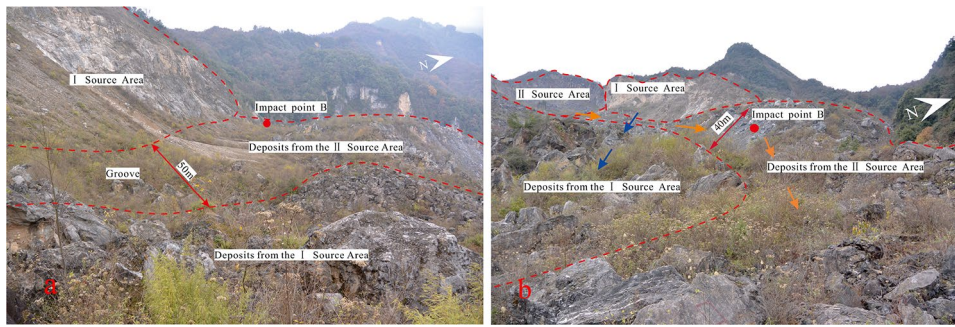 I Source Area
N
Impact point B
Deposits from the II Source Area
Groove
50m
Deposits from the I Source Area
a
II Source Area
I Source Area
N
40m
Impact point B
Deposits from the II Source Area
Deposits from the I Source Area
b